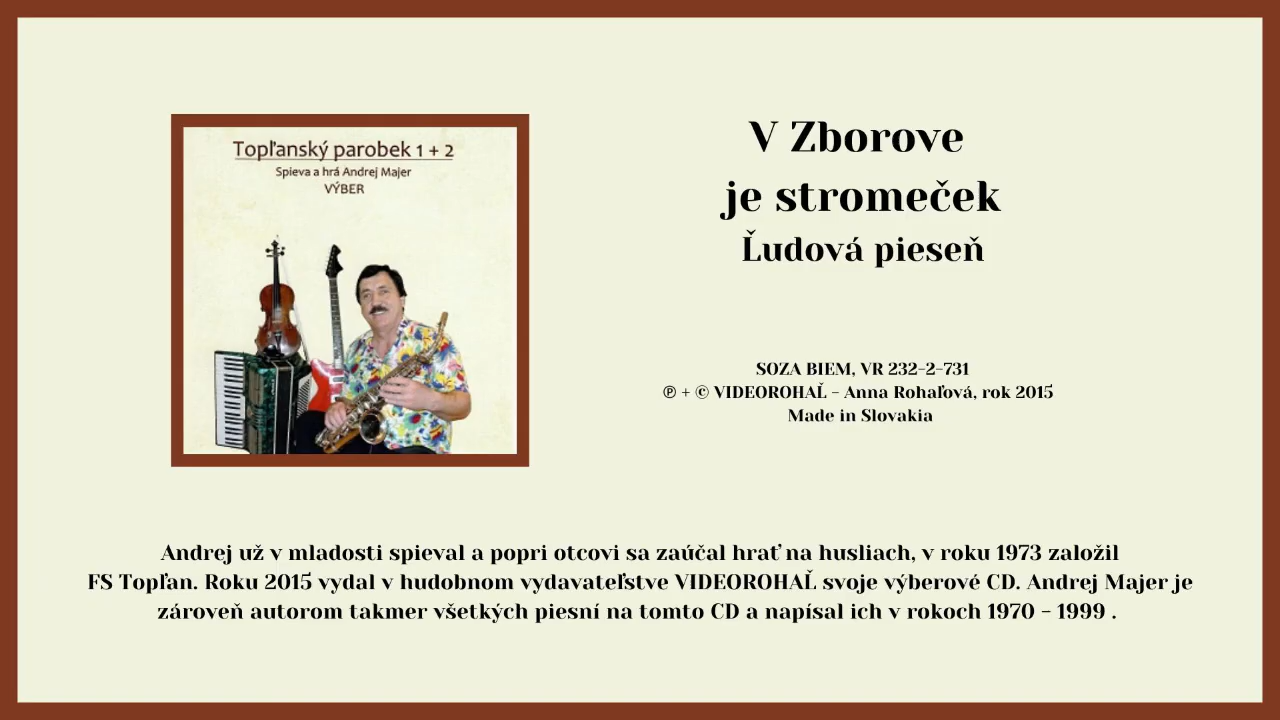 Topľanský parobek 1 + 2
Spieva a hrá Andrej Majer
VÝBER
V Zborove
je stromeček
Ľudová pieseň
SOZA BIEM, VR 232-2-731
℗ + © VIDEOROHAĽ - Anna Rohaľová, rok 2015
Made in Slovakia
Andrej už v mladosti spieval a popri otcovi sa zaúčal hrať na husliach, v roku 1973 založil
FS Topľan. Roku 2015 vydal v hudobnom vydavateľstve VIDEOROHAĽ svoje výberové CD. Andrej Majer je
zároveň autorom takmer všetkých piesní na tomto CD a napísal ich v rokoch 1970 - 1999 .